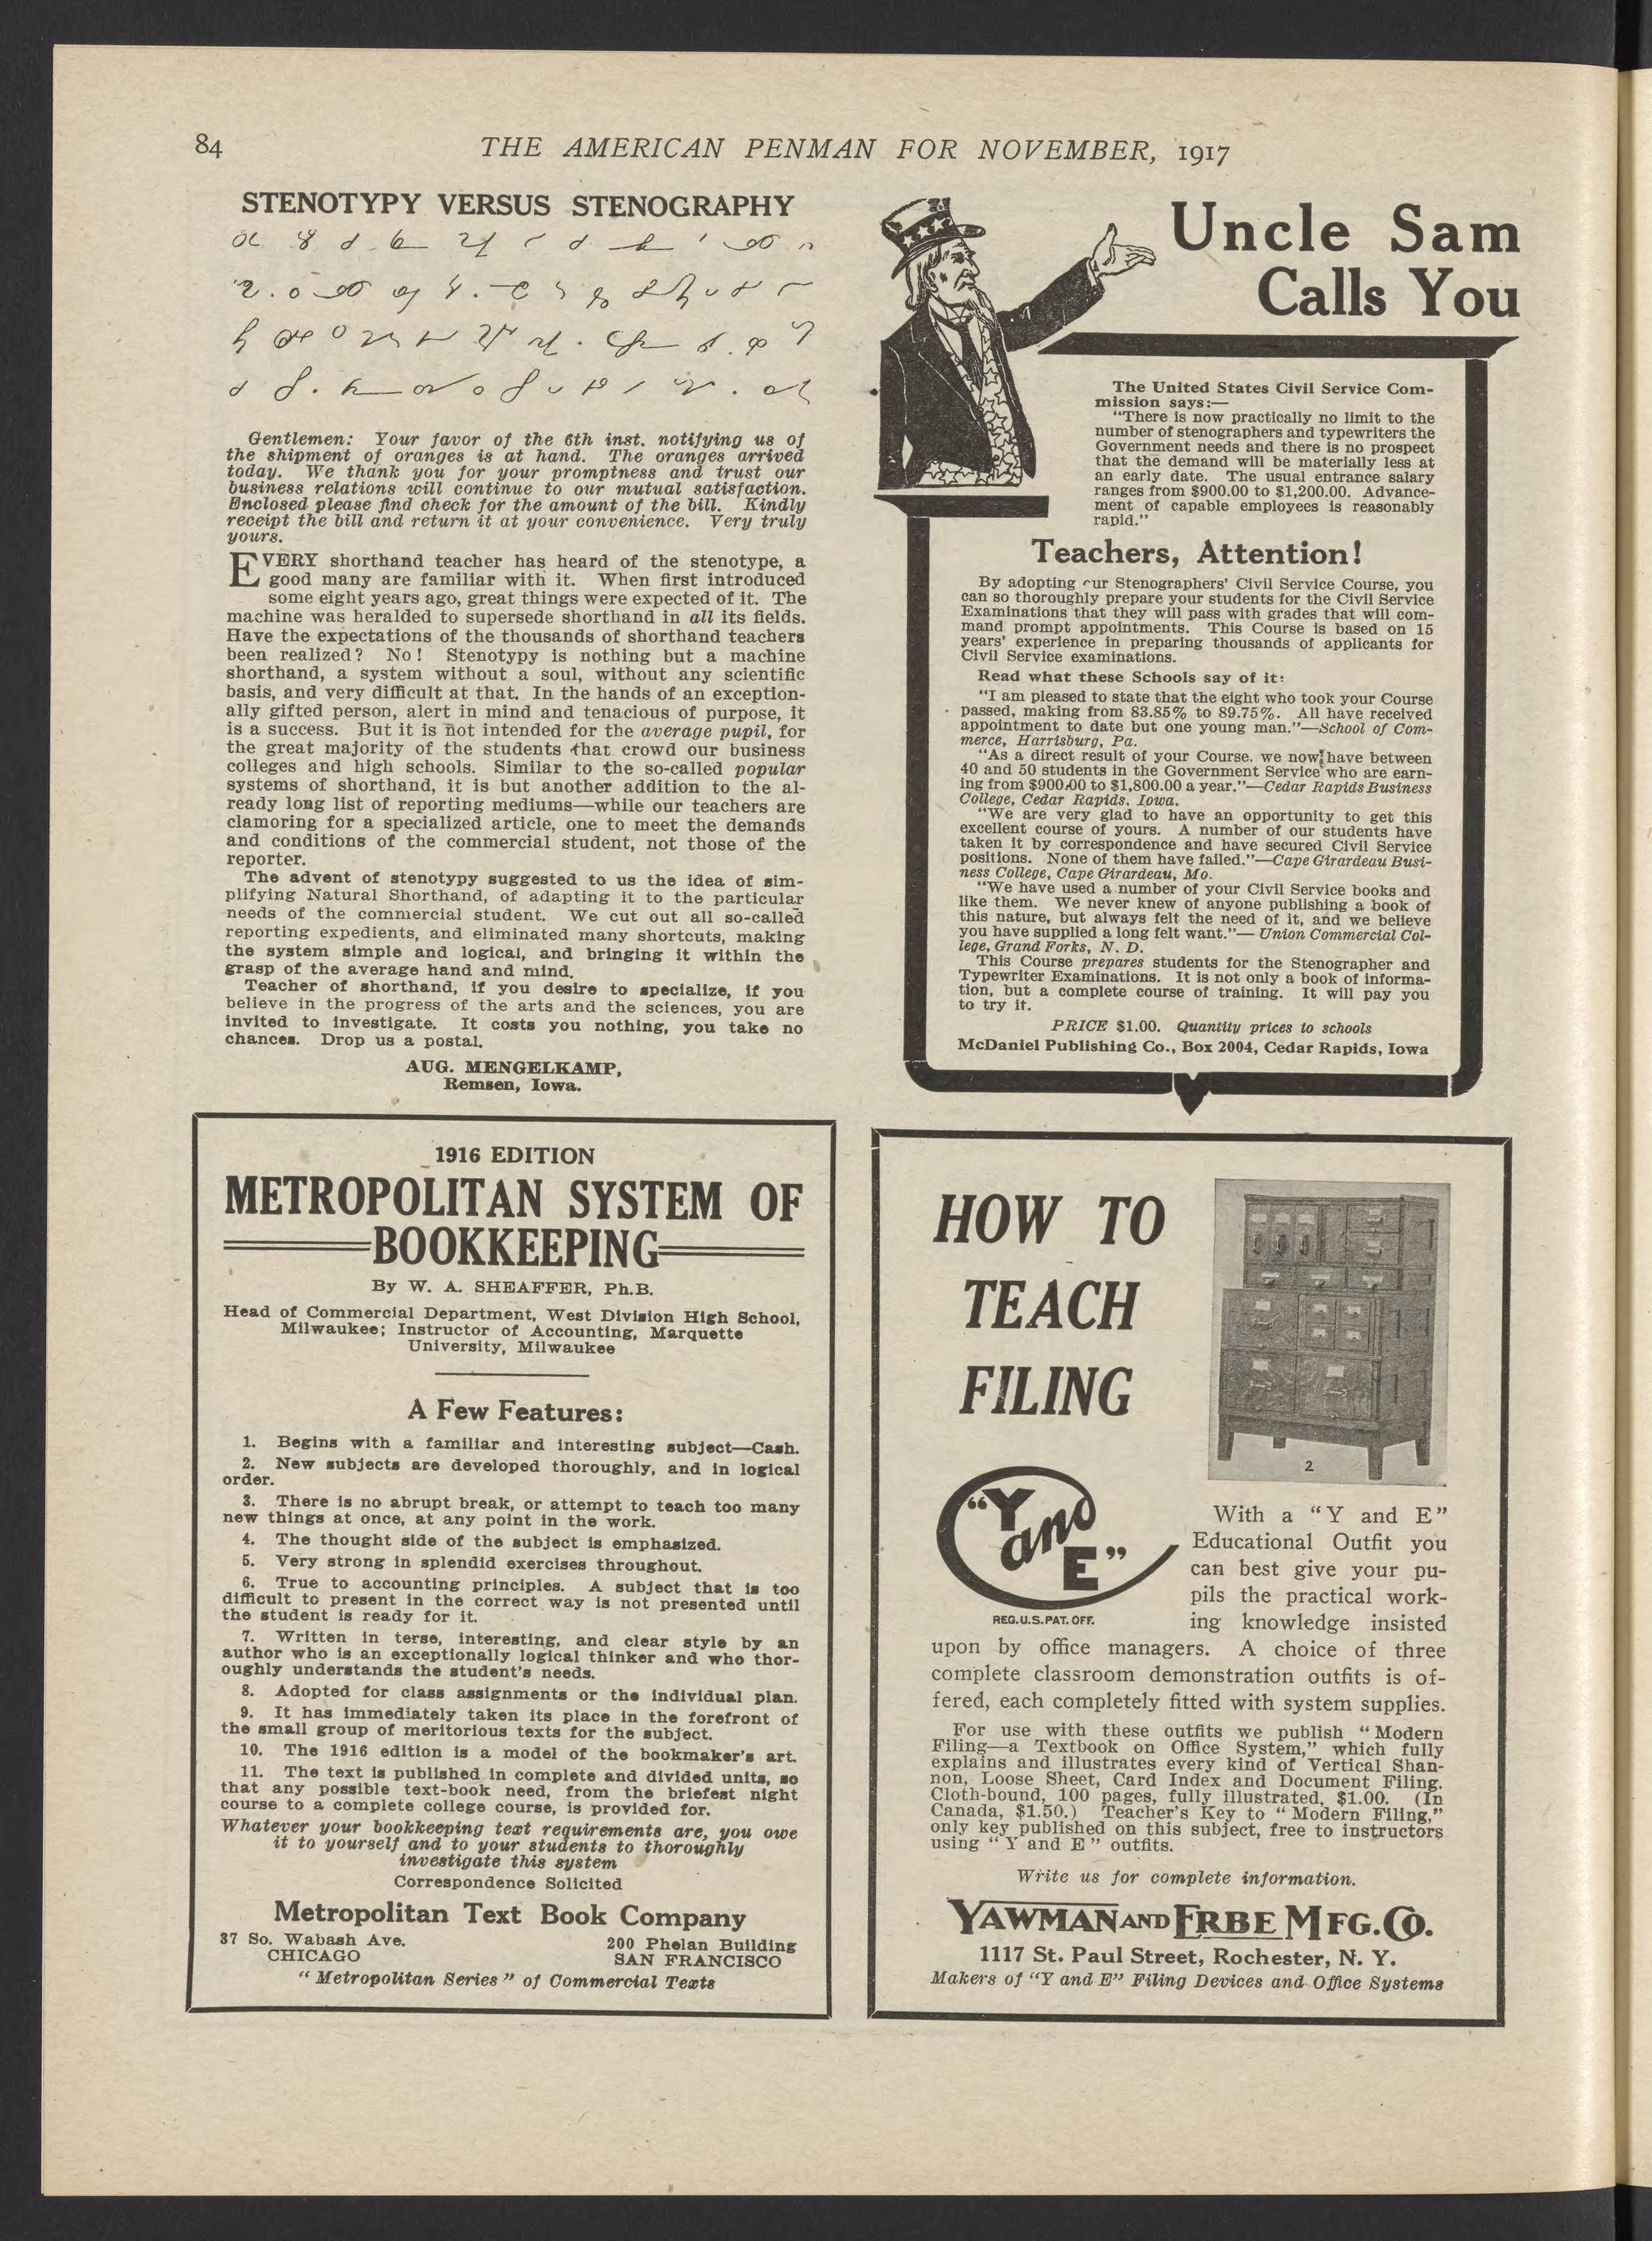 84
THE AMERICAN PENMAN FOR NOVEMBER, 1917
STENOTYPY VERSUS STENOGRAPHY
Gentlemen: Your favor of the 6th inst. notifying us of
the shipment of oranges is at hand. The oranges arrived
today. We thank you for your promptness and trust our
business relations will continue to our mutual satisfaction.
Enclosed please find check for the amount of the bill. Kindly
receipt the bill and return it at your convenience. Very truly
yours.
EVERY shorthand teacher has heard of the stenotype, a
good many are familiar with it. When first introduced
some eight years ago, great things were expected of it. The
machine was heralded to supersede shorthand in all its fields.
Have the expectations of the thousands of shorthand teachers
been realized? No! Stenotypy is nothing but a machine
shorthand, a system without a soul, without any scientific
basis, and very difficult at that. In the hands of an exception-
ally gifted person, alert in mind and tenacious of purpose, it
is a success. But it is not intended for the average pupil, for
the great majority of the students that crowd our business
colleges and high schools. Similar to the so-called popular
systems of shorthand, it is but another addition to the al-
ready long list of reporting mediums—while our teachers are
clamoring for a specialized article, one to meet the demands
and conditions of the commercial student, not those of the
reporter.
The advent of stenotypy suggested to us the idea of sim-
plifying Natural Shorthand, of adapting it to the particular
needs of the commercial student. We cut out all so-called
reporting expedients, and eliminated many shortcuts, making
the system simple and logical, and bringing it within the
grasp of the average hand and mind.
Teacher of shorthand, if you desire to specialize, if you
believe in the progress of the arts and the sciences, you are
invited to investigate. It costs you nothing, you take no
chances. Drop us a postal.
AUG. MENGELKAMP,
Remsen, Iowa.
Uncle Sam
Calls You
The United States Civil Service Com-
mission says:—
"There is now practically no limit to the
number of stenographers and typewriters the
Government needs and there is no prospect
that the demand will be materially less at
an early date. The usual entrance salary
ranges from $900.00 to $1,200.00. Advance-
ment of capable employees is reasonably
rapid."
Teachers, Attention!
By adopting our Stenographers' Civil Service Course, you
can so thoroughly prepare your students for the Civil Service
Examinations that they will pass with grades that will com-
mand prompt appointments. This Course is based on 15
years' experience in preparing thousands of applicants for
Civil Service examinations.
Read what these Schools say of it:
"I am pleased to state that the eight who took your Course
passed, making from 83.85% to 89.75%. All have received
appointment to date but one young man."—School of Com-
merce, Harrisburg, Pa.
"As a direct result of your Course, we now have between
40 and 50 students in the Government Service who are earn-
ing from $900.00 to $1,800.00 a year."—Cedar Rapids Business
College, Cedar Rapids, Iowa.
"We are very glad to have an opportunity to get this
excellent course of yours. A number of our students have
taken it by correspondence and have secured Civil Service
positions. None of them have failed."—Cape Girardeau Busi-
ness College, Cape Girardeau, Mo.
"We have used a number of your Civil Service books and
like them. We never knew of anyone publishing a book of
this nature, but always felt the need of it, and we believe
you have supplied a long felt want."— Union Commercial Col-
lege, Grand Forks, N. D.
This Course prepares students for the Stenographer and
Typewriter Examinations. It is not only a book of informa-
tion, but a complete course of training. It will pay you
to try it.
PRICE $1.00. Quantity prices to schools
McDaniel Publishing Co., Box 2004, Cedar Rapids, Iowa
1916 EDITION
METROPOLITAN SYSTEM OF
BOOKKEEPING
By W. A. SHEAFFER, Ph.B.
Head of Commercial Department, West Division High School,
Milwaukee; Instructor of Accounting, Marquette
University, Milwaukee
A Few Features:
1. Begins with a familiar and interesting subject—Cash.
2. New subjects are developed thoroughly, and in logical
order.
3. There is no abrupt break, or attempt to teach too many
new things at once, at any point in the work.
4. The thought side of the subject is emphasized.
5. Very strong in splendid exercises throughout.
6. True to accounting principles. A subject that is too
difficult to present in the correct way is not presented until
the student is ready for it.
7. Written in terse, interesting, and clear style by an
author who is an exceptionally logical thinker and who thor-
oughly understands the student's needs.
8. Adopted for class assignments or the individual plan.
9. It has immediately taken its place in the forefront of
the small group of meritorious texts for the subject.
10. The 1916 edition is a model of the bookmaker's art.
11. The text is published in complete and divided units, so
that any possible text-book need, from the briefest night
course to a complete college course, is provided for.
Whatever your bookkeeping text requirements are, you owe
it to yourself and to your students to thoroughly
investigate this system
Correspondence Solicited
Metropolitan Text Book Company
37 So. Wabash Ave. 200 Phelan Building
CHICAGO SAN FRANCISCO
"Metropolitan Series" of Commercial Texts
HOW TO
TEACH
FILING
2
"Y and E"
REG. U.S. PAT. OFF.
With a "Y and E"
Educational Outfit you
can best give your pu-
pils the practical work-
ing knowledge insisted
upon by office managers. A choice of three
complete classroom demonstration outfits is of-
fered, each completely fitted with system supplies.
For use with these outfits we publish "Modern
Filing—a Textbook on Office System," which fully
explains and illustrates every kind of Vertical Shan-
non, Loose Sheet, Card Index and Document Filing.
Cloth-bound, 100 pages, fully illustrated, $1.00. (In
Canada, $1.50.) Teacher's Key to "Modern Filing,"
only key published on this subject, free to instructors
using "Y and E" outfits.
Write us for complete information.
YAWMAN AND ERBE MFG. CO.
1117 St. Paul Street, Rochester, N. Y.
Makers of "Y and E" Filing Devices and Office Systems